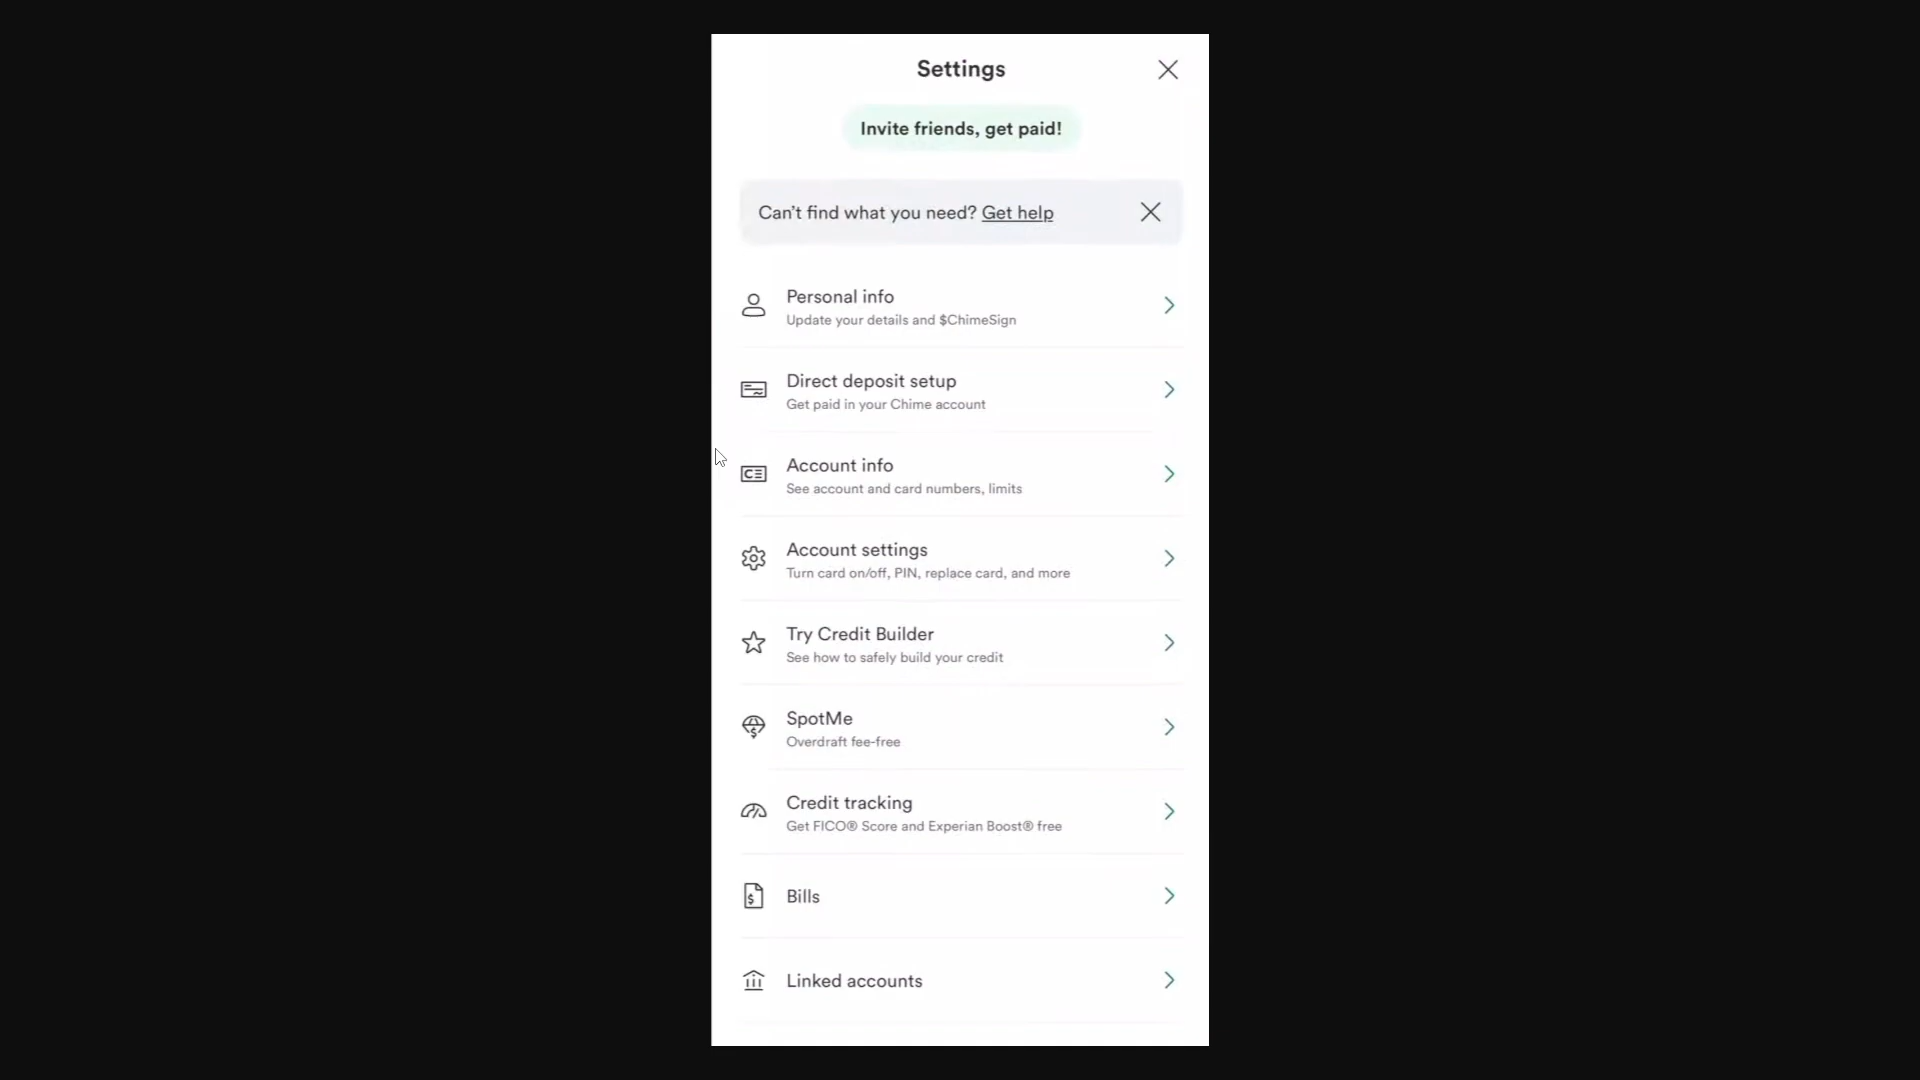 Settings
Invite friends, get paid!
Can’t find what you need? Get help
Personal info
Update your details and $ChimeSign
Direct deposit setup
Get paid in your Chime account
Account info
See account and card numbers, limits
Account settings
Turn card on/off, PIN, replace card, and more
Try Credit Builder
See how to safely build your credit
SpotMe
Overdraft fee-free
Credit tracking
Get FICO® Score and Experian Boost® free
Bills
Linked accounts